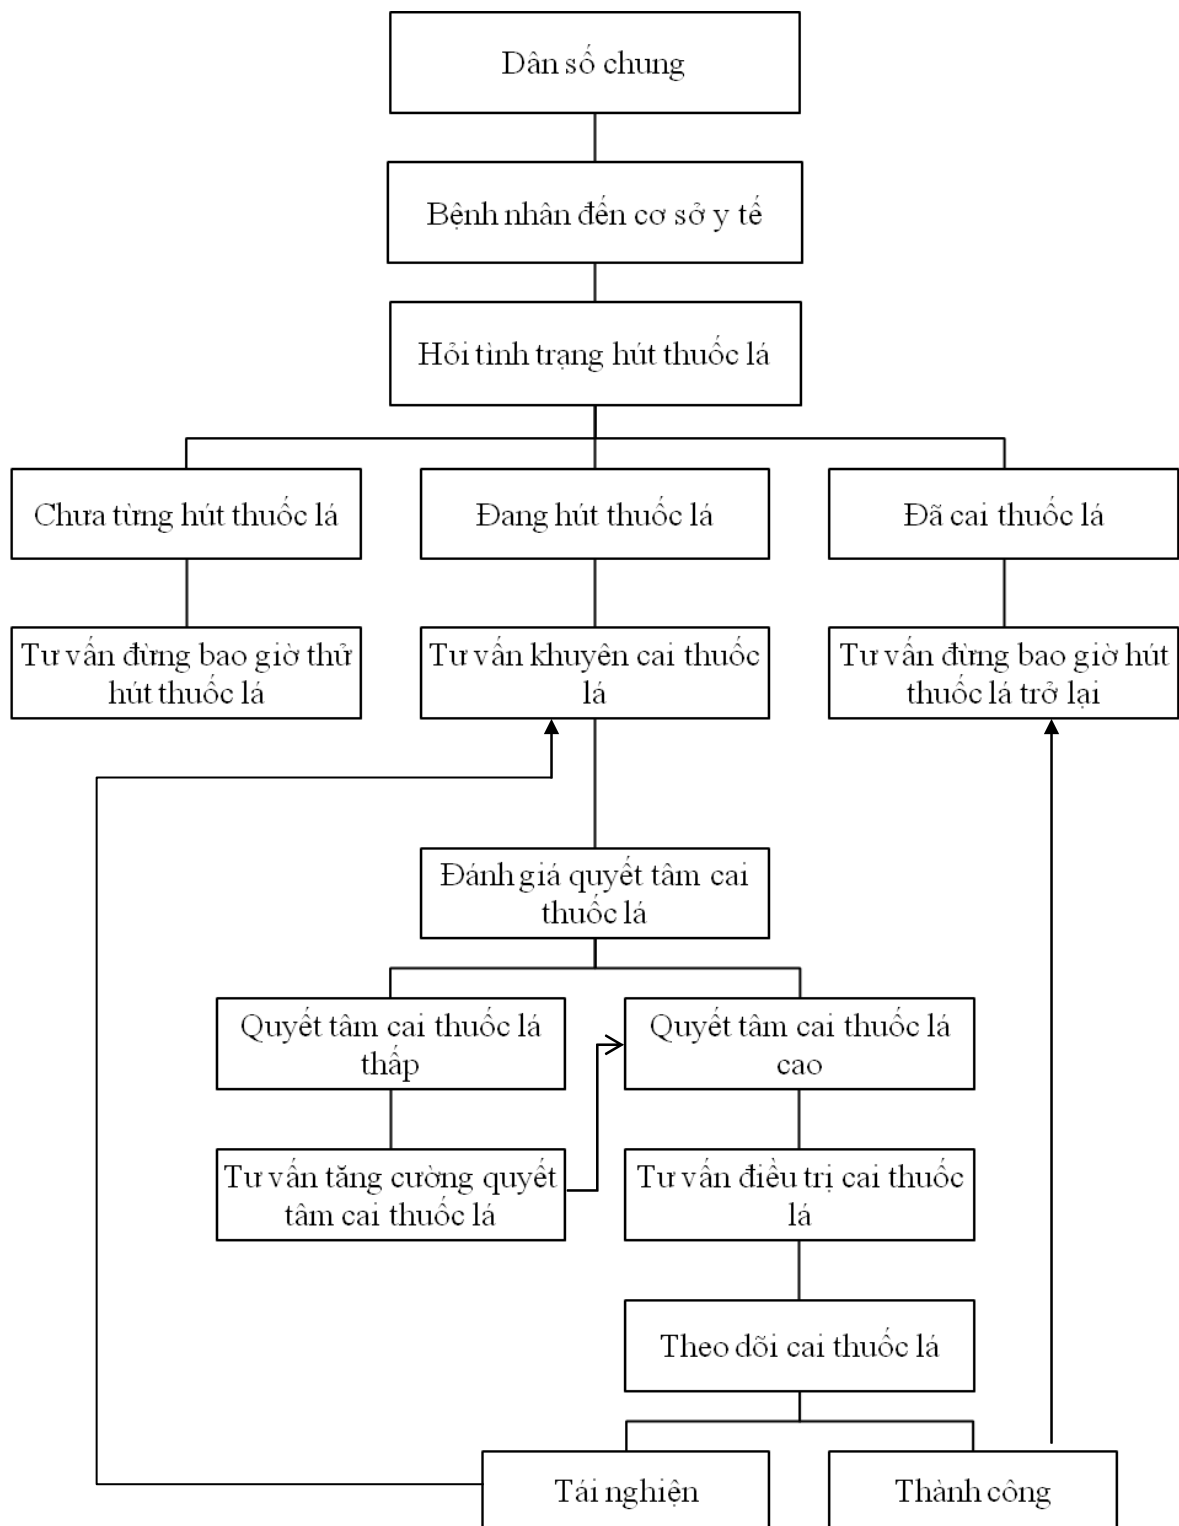 Dân số chung
Bệnh nhân đến cơ sở y tế
Hỏi tình trạng hút thuốc lá
Chưa từng hút thuốc lá
Đang hút thuốc lá
Đã cai thuốc lá
Tư vấn đừng bao giờ thử
hút thuốc lá
Tư vấn khuyên cai thuốc
lá
Tư vấn đừng bao giờ hút
thuốc lá trở lại
Đánh giá quyết tâm cai
thuốc lá
Quyết tâm cai thuốc lá
thấp
Quyết tâm cai thuốc lá
cao
Tư vấn tăng cường quyết
tâm cai thuốc lá
Tư vấn điều trị cai thuốc
lá
Theo dõi cai thuốc lá
Tái nghiện
Thành công